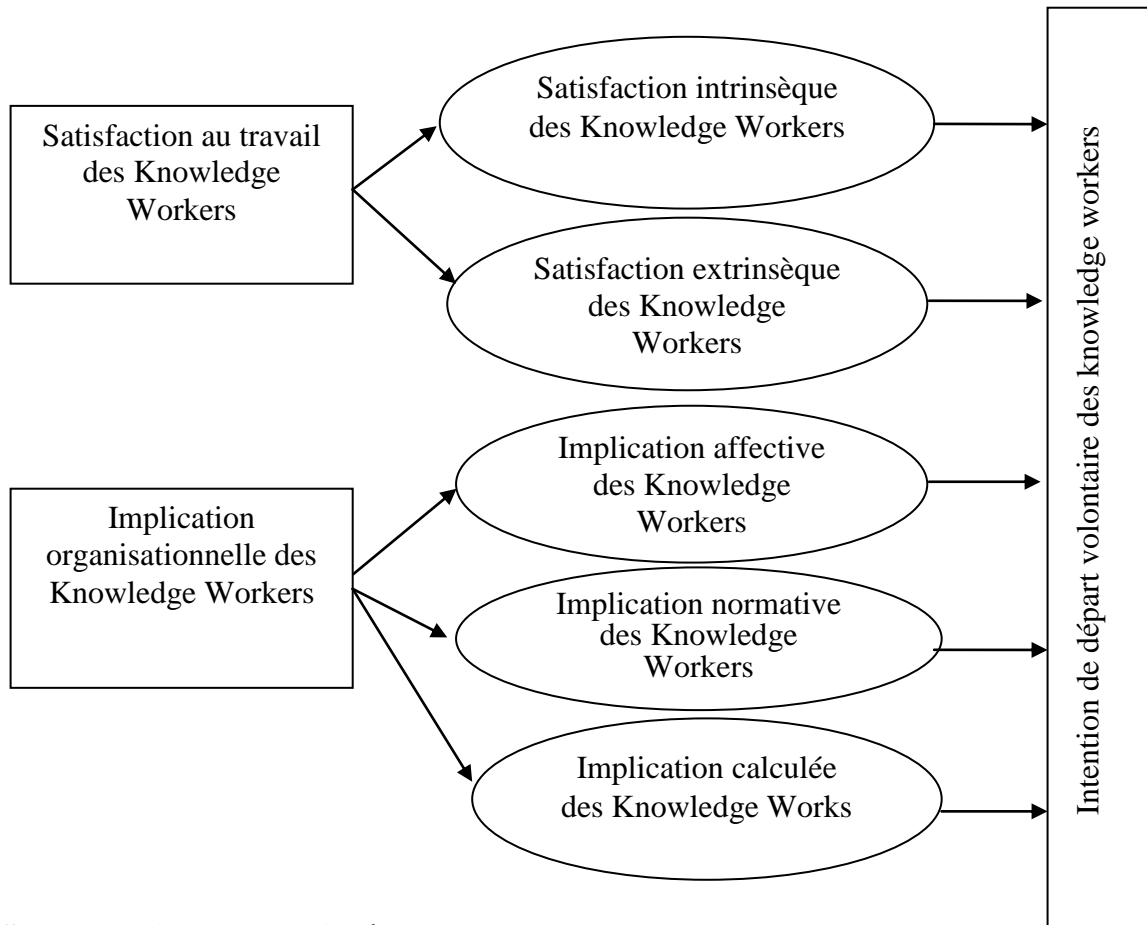 Satisfaction au travail
des Knowledge
Workers
Satisfaction intrinsèque
des Knowledge Workers
Satisfaction extrinsèque
des Knowledge
Workers
Implication
organisationnelle des
Knowledge Workers
Implication affective
des Knowledge
Workers
Implication normative
des Knowledge
Workers
Implication calculée
des Knowledge Works
Intention de départ volontaire des knowledge workers